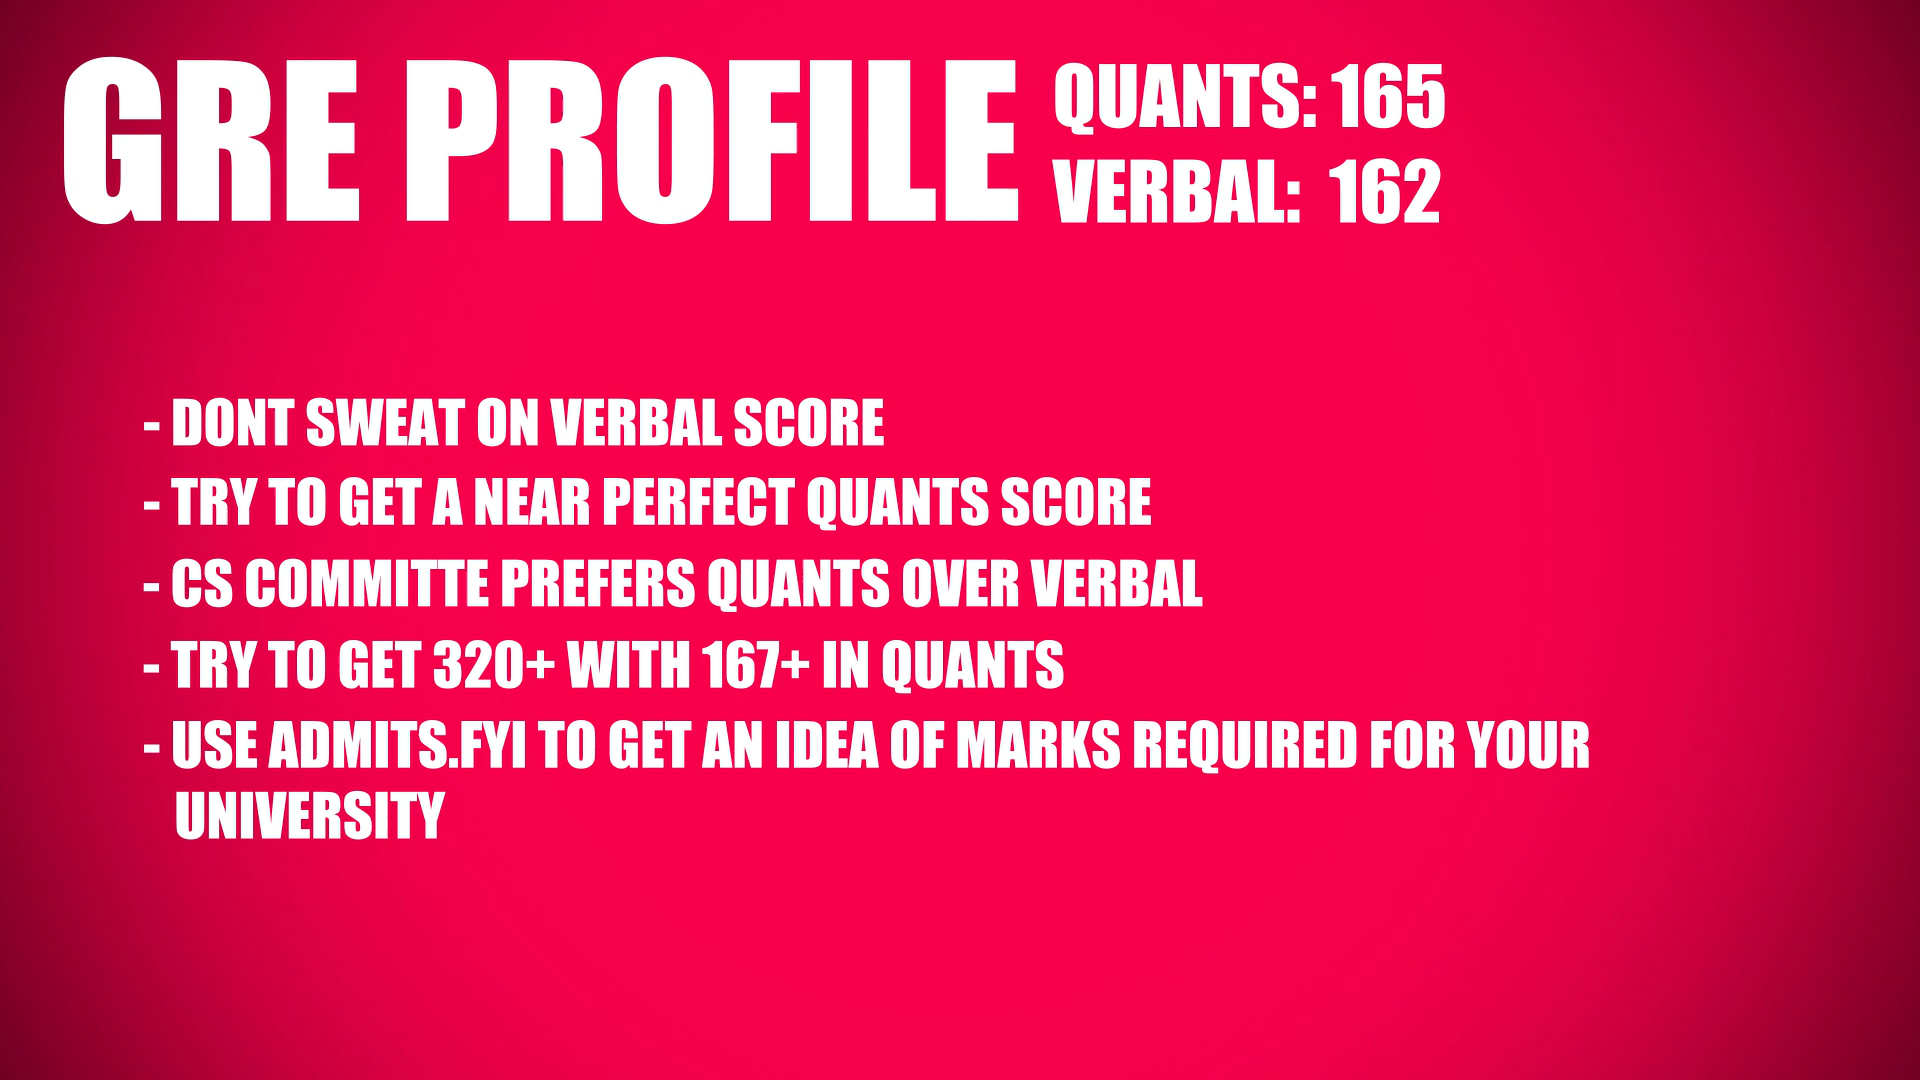 GRE PROFILE
QUANTS: 165
VERBAL: 162
- DONT SWEAT ON VERBAL SCORE
- TRY TO GET A NEAR PERFECT QUANTS SCORE
- CS COMMITTE PREFERS QUANTS OVER VERBAL
- TRY TO GET 320+ WITH 167+ IN QUANTS
- USE ADMITS.FYI TO GET AN IDEA OF MARKS REQUIRED FOR YOUR
UNIVERSITY